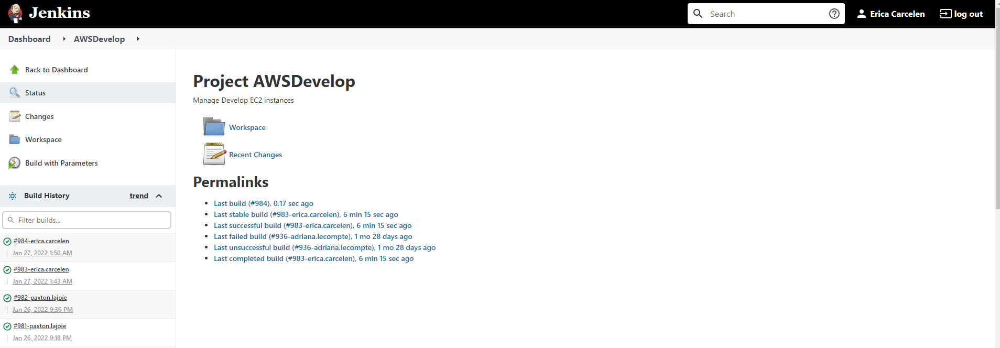 Jenkins
Search
Erica Carcelen
log out
Dashboard
AWSDevelop
Back to Dashboard
Status
Changes
Workspace
Build with Parameters
Build History
trend
Filter builds...
#984-erica.carcelen
Jan 27, 2022 1:50 AM
#983-erica.carcelen
Jan 27, 2022 1:43 AM
#982-paxton.lajoie
Jan 26, 2022 9:36 PM
#981-paxton.lajoie
Jan 26, 2022 9:18 PM
Project AWSDevelop
Manage Develop EC2 instances
Workspace
Recent Changes
Permalinks
Last build (#984), 0.17 sec ago
Last stable build (#983-erica.carcelen), 6 min 15 sec ago
Last successful build (#983-erica.carcelen), 6 min 15 sec ago
Last failed build (#936-adriana.lecompte), 1 mo 28 days ago
Last unsuccessful build (#936-adriana.lecompte), 1 mo 28 days ago
Last completed build (#983-erica.carcelen), 6 min 15 sec ago